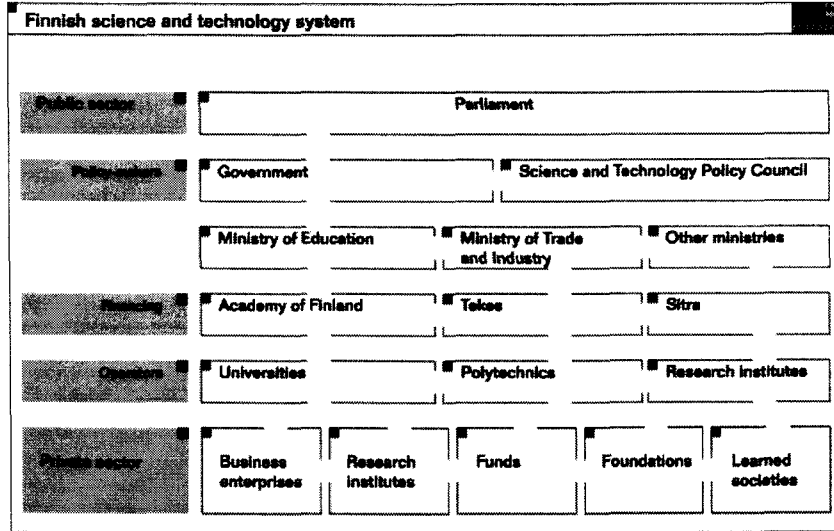 Finnish science and technology system
Public sector
Parliament
Policy-makers
Government
Science and Technology Policy Council
Ministry of Education
Ministry of Trade
and Industry
Other ministries
Financing
Academy of Finland
Tekes
Sitra
Operators
Universities
Polytechnics
Research institutes
Private sector
Business
enterprises
Research
institutes
Funds
Foundations
Learned
societies